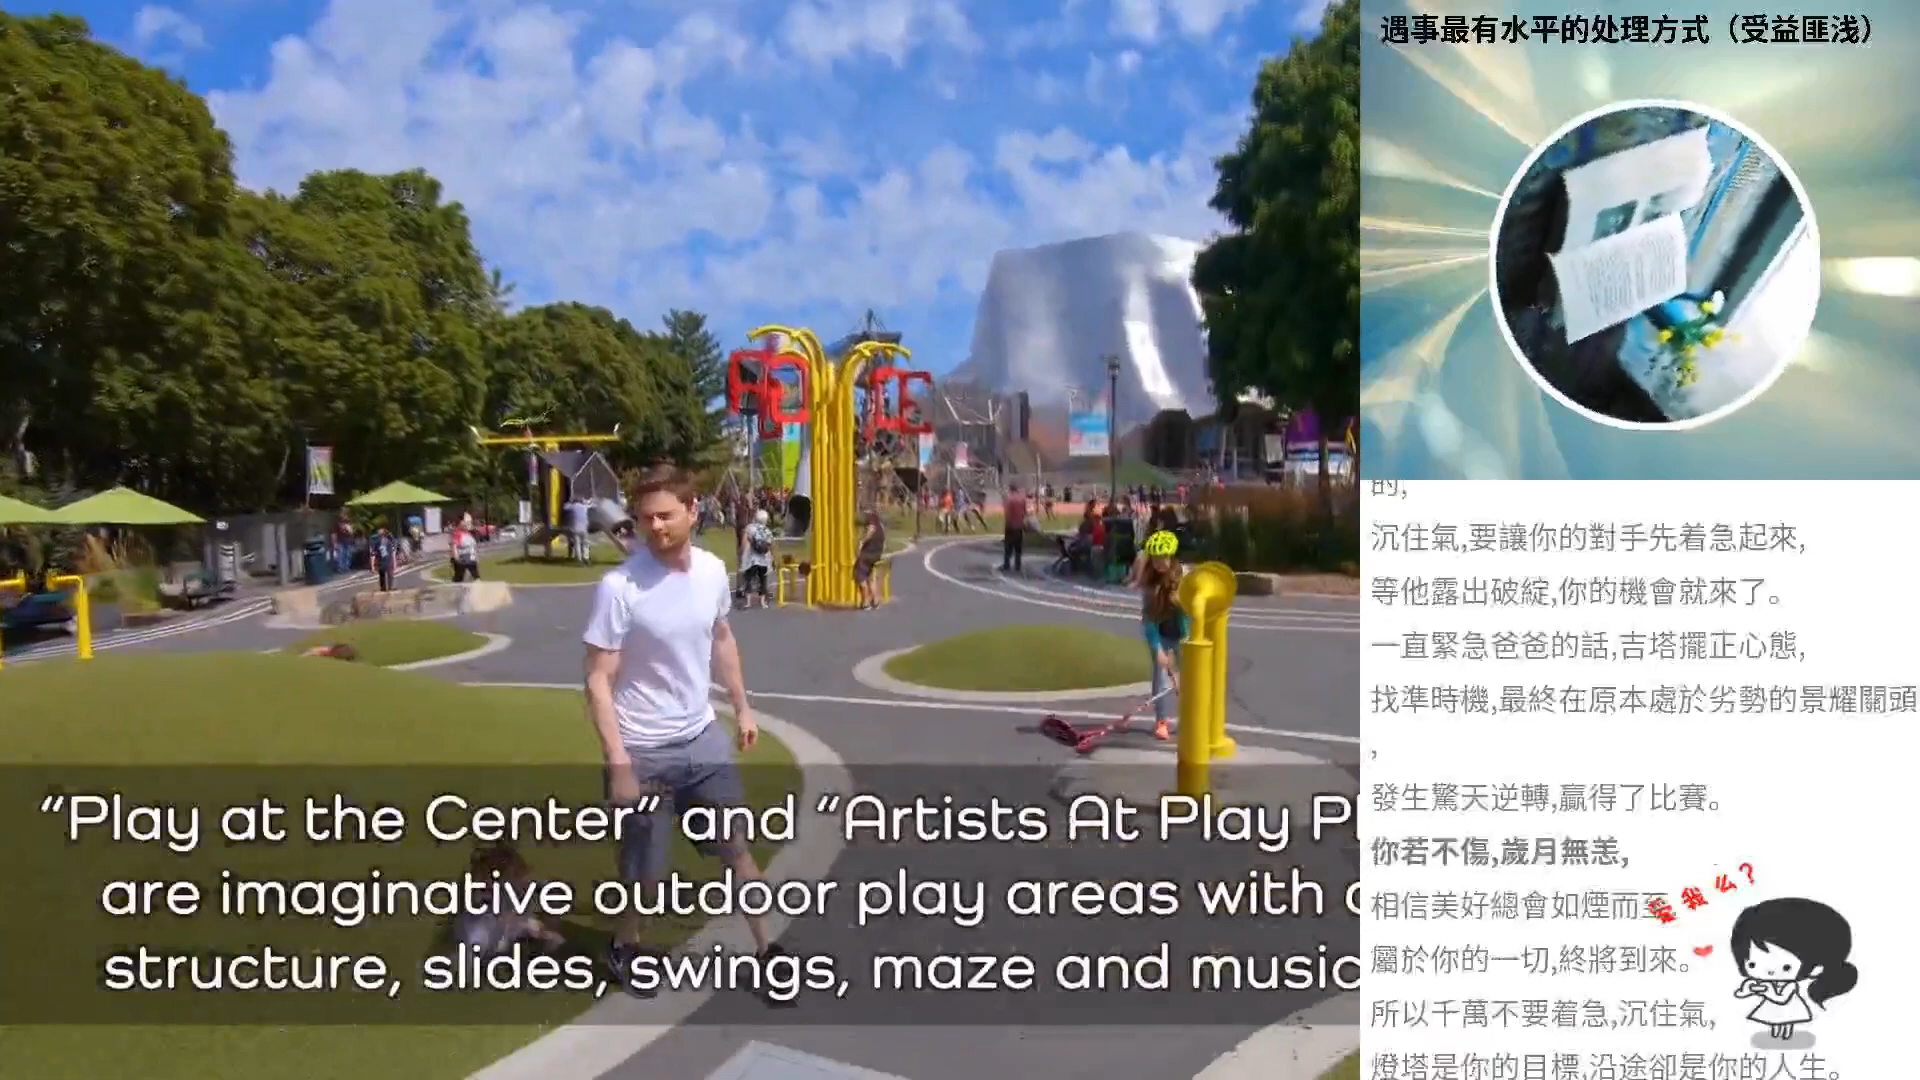 遇事最有水平的处理方式（受益匪浅）
“Play at the Center” and “Artists At Play
are imaginative outdoor play areas with
structure, slides, swings, maze and music
的,
沉住氣,要讓你的對手先着急起來,
等他露出破綻,你的機會就來了。
一直緊急爸爸的話,吉塔擺正心態,
找準時機,最終在原本處於劣勢的景耀關頭
,
發生驚天逆轉,贏得了比賽。
你若不傷,歲月無恙,
相信美好總會如煙而至
爱我么?
屬於你的一切,終將到來。
所以千萬不要着急,沉住氣,
燈塔是你的目標,沿途卻是你的人生。